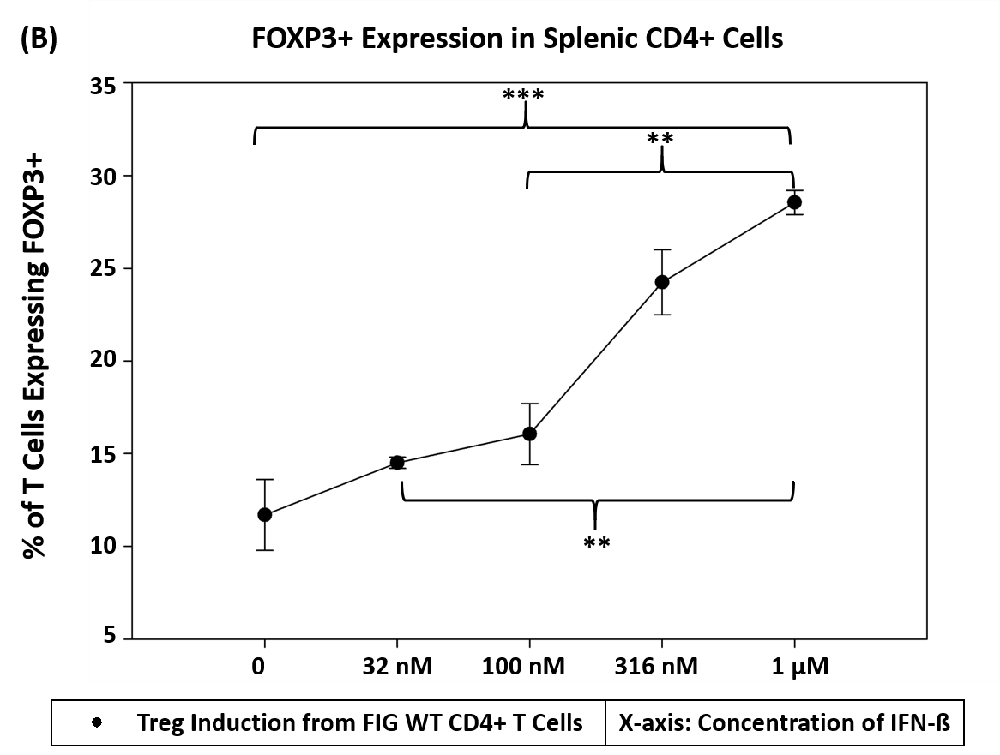 (B)
FOXP3+ Expression in Splenic CD4+ Cells
% of T Cells Expressing FOXP3+
35
30
25
20
15
10
5
***
**
**
0 32 nM 100 nM 316 nM 1 µM
Treg Induction from FIG WT CD4+ T Cells
X-axis: Concentration of IFN-ß